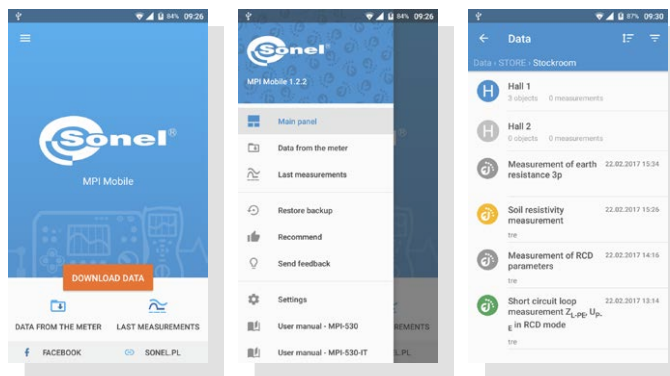 84% 09:26
Sonel®
MPI Mobile
DOWNLOAD DATA
DATA FROM THE METER
LAST MEASUREMENTS
FACEBOOK
SONEL.PL
84% 09:26
Sonel®
MPI Mobile 1.2.2
Main panel
Data from the meter
Last measurements
Restore backup
Recommend
Send feedback
Settings
User manual - MPI-530
User manual - MPI-530-IT
REMENTS
L.PL
87% 09:30
Data
Data › STORE › Stockroom
H
Hall 1
3 objects 0 measurements
H
Hall 2
0 objects 0 measurements
Measurement of earth 22.02.2017 15:34
resistance 3p
Soil resistivity 22.02.2017 15:26
measurement
tre
Measurement of RCD 22.02.2017 14:16
parameters
tre
Short circuit loop 22.02.2017 13:14
measurement Z L-PE, U P-
E in RCD mode
tre